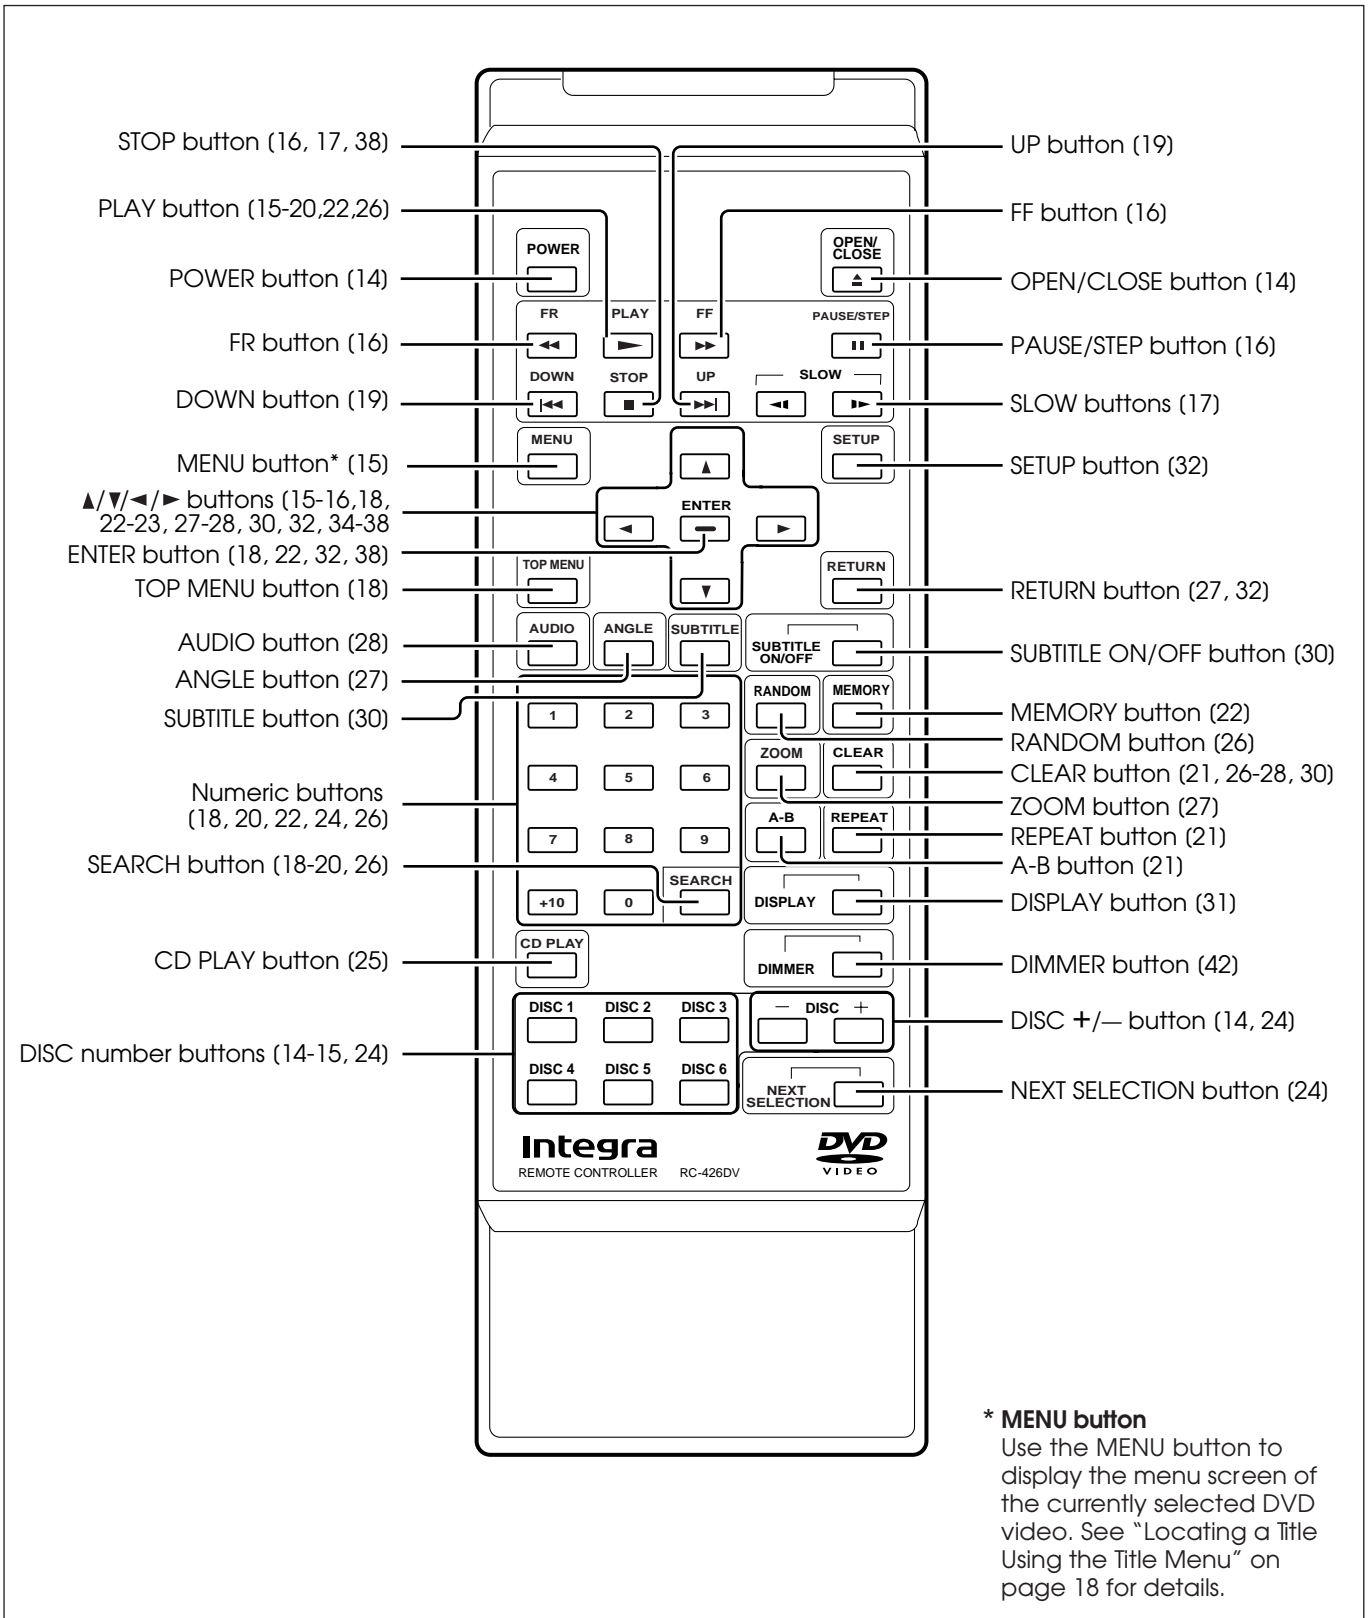 STOP button (16, 17, 38)
PLAY button (15-20,22,26)
POWER button (14)
FR button (16)
DOWN button (19)
MENU button* (15)
▲/▼/◄/► buttons (15-16,18,
22-23, 27-28, 30, 32, 34-38
ENTER button (18, 22, 32, 38)
TOP MENU button (18)
AUDIO button (28)
ANGLE button (27)
SUBTITLE button (30)
Numeric buttons
(18, 20, 22, 24, 26)
SEARCH button (18-20, 26)
CD PLAY button (25)
DISC number buttons (14-15, 24)
POWER
OPEN/
CLOSE
FR PLAY FF PAUSE/STEP
DOWN STOP UP SLOW
MENU SETUP
ENTER
TOP MENU RETURN
AUDIO ANGLE SUBTITLE
SUBTITLE
ON/OFF
1 2 3 RANDOM MEMORY
4 5 6 ZOOM CLEAR
7 8 9 A-B REPEAT
+10 0 SEARCH DISPLAY
CD PLAY DIMMER
DISC 1 DISC 2 DISC 3 — DISC +
DISC 4 DISC 5 DISC 6
NEXT
SELECTION
Integra
REMOTE CONTROLLER RC-426DV
DVD
VIDEO
UP button (19)
FF button (16)
OPEN/CLOSE button (14)
PAUSE/STEP button (16)
SLOW buttons (17)
SETUP button (32)
RETURN button (27, 32)
SUBTITLE ON/OFF button (30)
MEMORY button (22)
RANDOM button (26)
CLEAR button (21, 26-28, 30)
ZOOM button (27)
REPEAT button (21)
A-B button (21)
DISPLAY button (31)
DIMMER button (42)
DISC +/— button (14, 24)
NEXT SELECTION button (24)
* MENU button
Use the MENU button to
display the menu screen of
the currently selected DVD
video. See “Locating a Title
Using the Title Menu” on
page 18 for details.